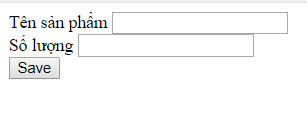 Tên sản phẩm
Số lượng
Save